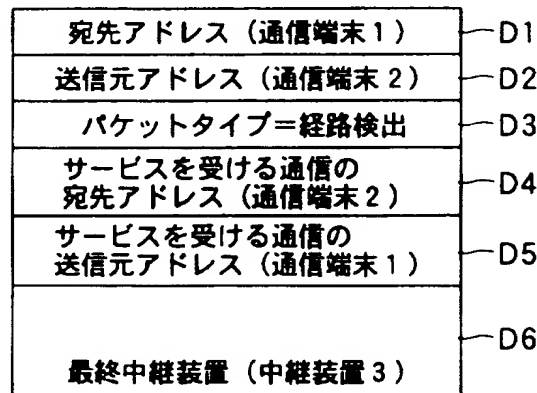 宛先アドレス（通信端末1） D1
送信元アドレス（通信端末2） D2
パケットタイプ＝経路検出 D3
サービスを受ける通信の
宛先アドレス（通信端末2） D4
サービスを受ける通信の
送信元アドレス（通信端末1） D5
D6
最終中継装置（中継装置3）